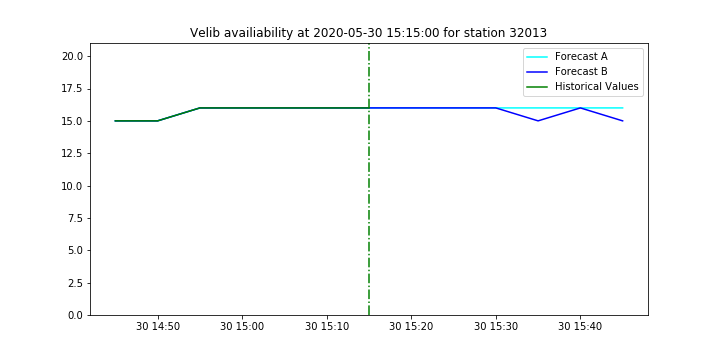 Velib availiability at 2020-05-30 15:15:00 for station 32013
Forecast A
Forecast B
Historical Values
20.0
17.5
15.0
12.5
10.0
7.5
5.0
2.5
0.0
30 14:50 30 15:00 30 15:10 30 15:20 30 15:30 30 15:40